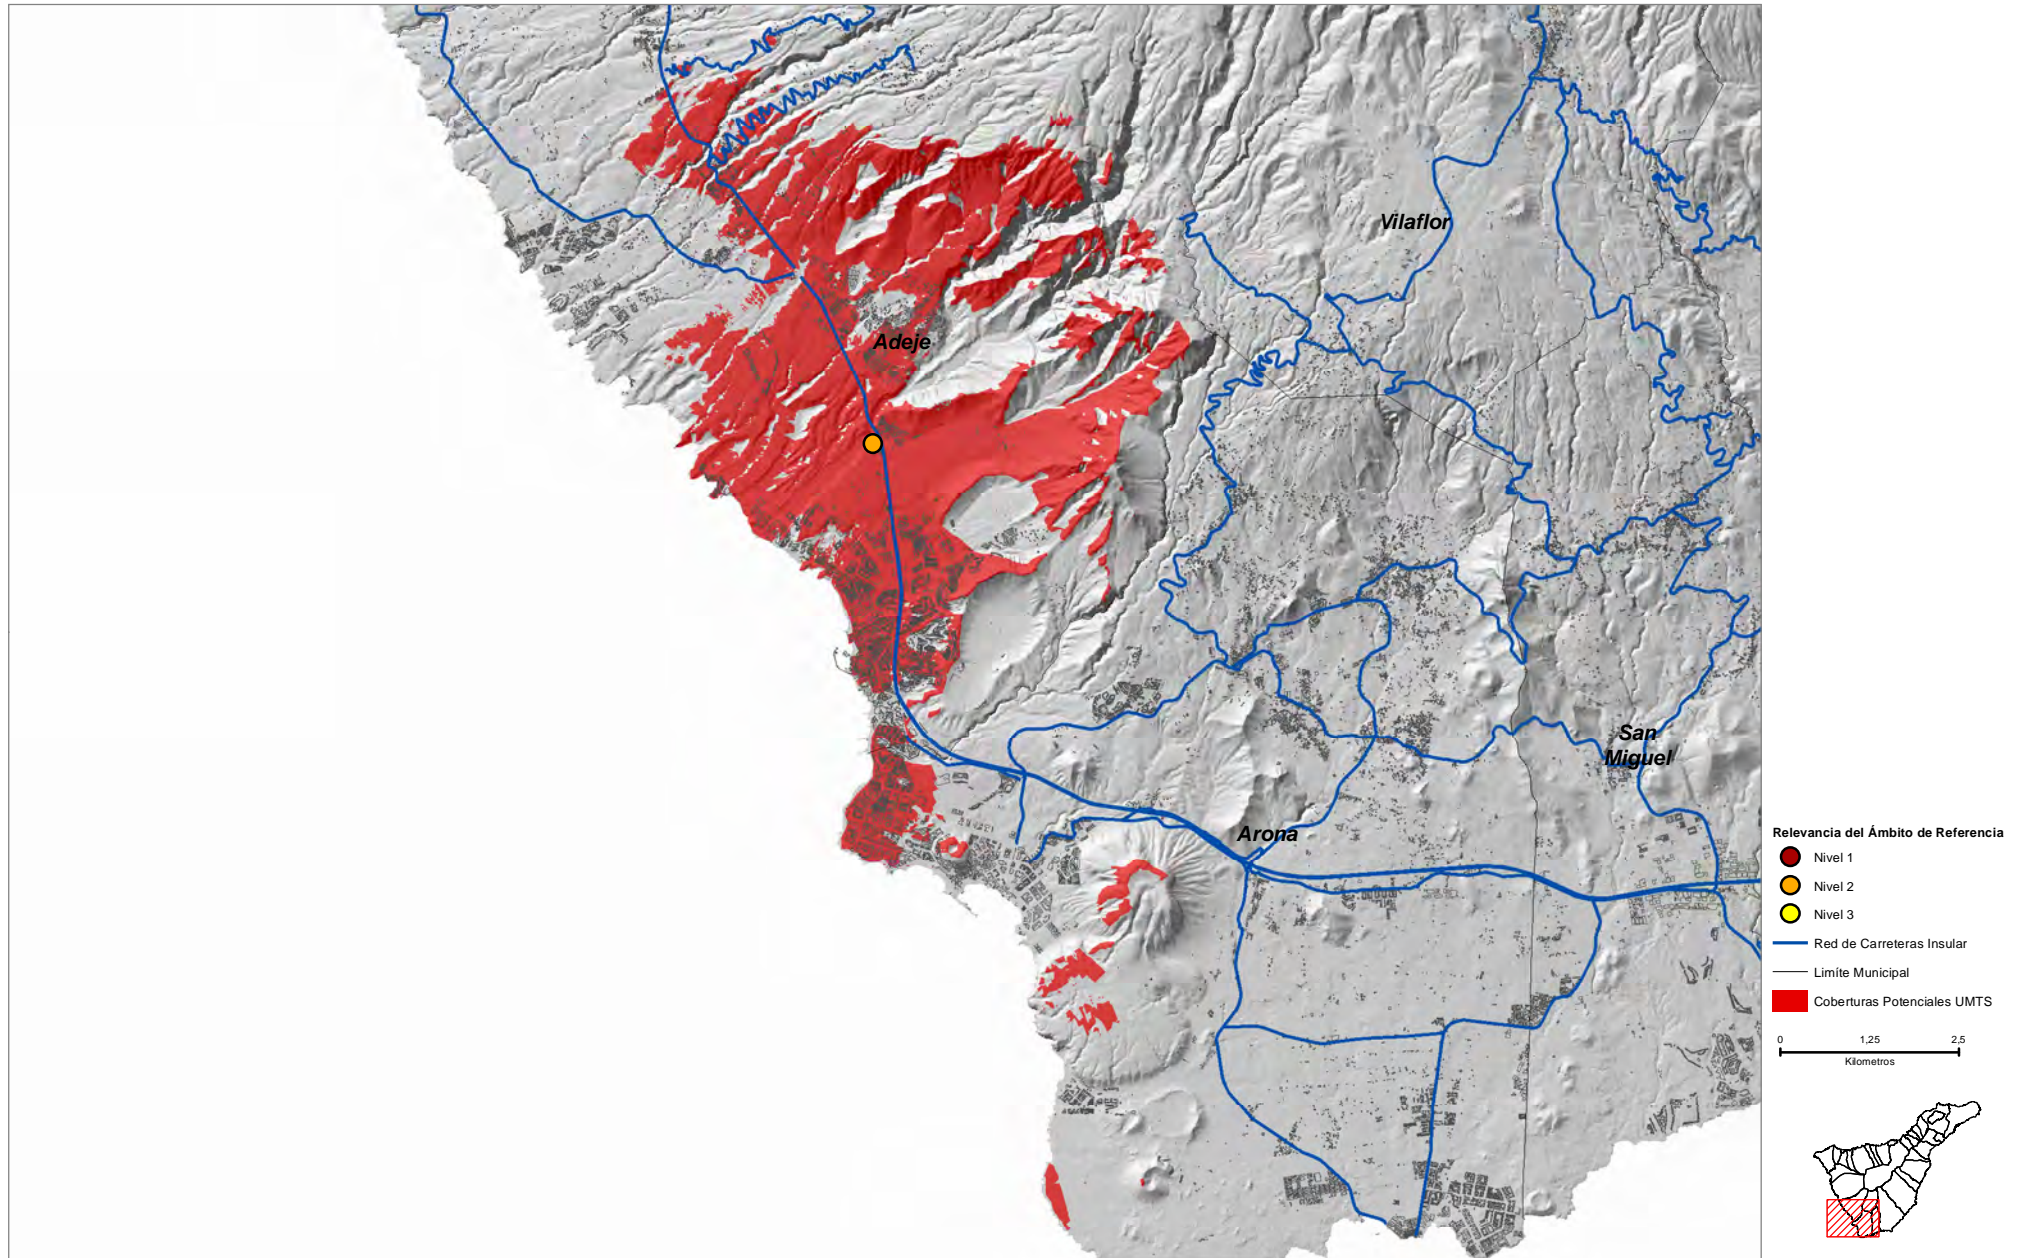 Vilaflor
Adeje
San
Miguel
Arona
Relevancia del Ámbito de Referencia
Nivel 1
Nivel 2
Nivel 3
Red de Carreteras Insular
Limíte Municipal
Coberturas Potenciales UMTS
0 1,25 2,5
Kilometros